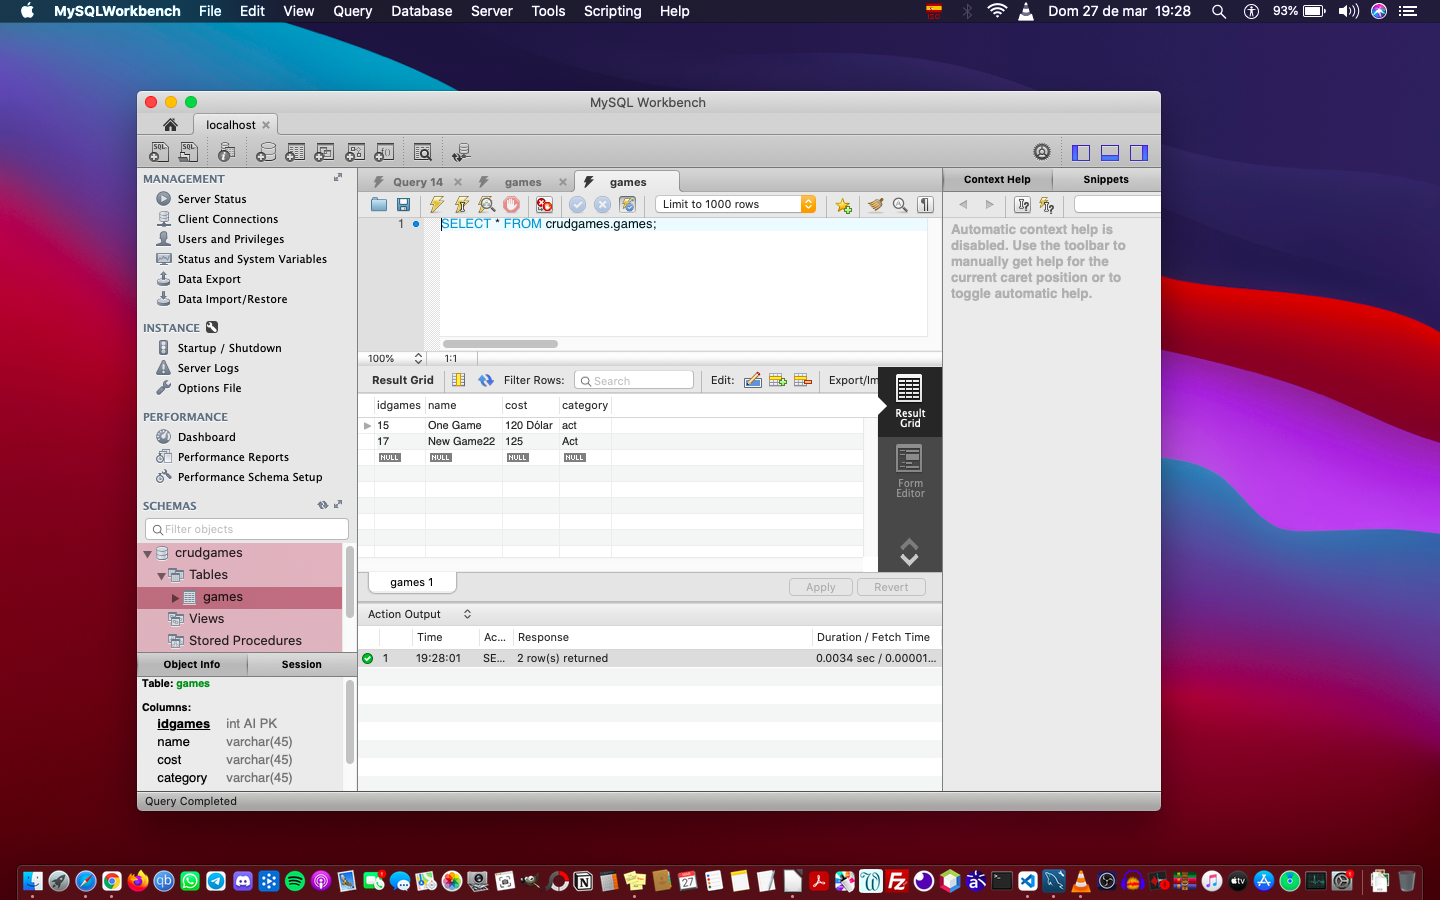 MySQLWorkbench File Edit View Query Database Server Tools Scripting Help Dom 27 de mar 19:28 93%
MySQL Workbench
localhost
MANAGEMENT
Server Status
Client Connections
Users and Privileges
Status and System Variables
Data Export
Data Import/Restore
INSTANCE
Startup / Shutdown
Server Logs
Options File
PERFORMANCE
Dashboard
Performance Reports
Performance Schema Setup
SCHEMAS
Filter objects
crudgames
Tables
games
Views
Stored Procedures
Object Info Session
Table: games
Columns:
idgames int AI PK
name varchar(45)
cost varchar(45)
category varchar(45)
Query Completed
Query 14 games games
Limit to 1000 rows
1 SELECT * FROM crudgames.games;
100% 1:1
Result Grid Filter Rows: Search Edit: Export/Im
idgames name cost category
15 One Game 120 Dólar act
17 New Game22 125 Act
NULL NULL NULL NULL
Result
Grid
Form
Editor
games 1 Apply Revert
Action Output
Time Ac... Response Duration / Fetch Time
1 19:28:01 SE... 2 row(s) returned 0.0034 sec / 0.00001...
Context Help Snippets
Automatic context help is
disabled. Use the toolbar to
manually get help for the
current caret position or to
toggle automatic help.